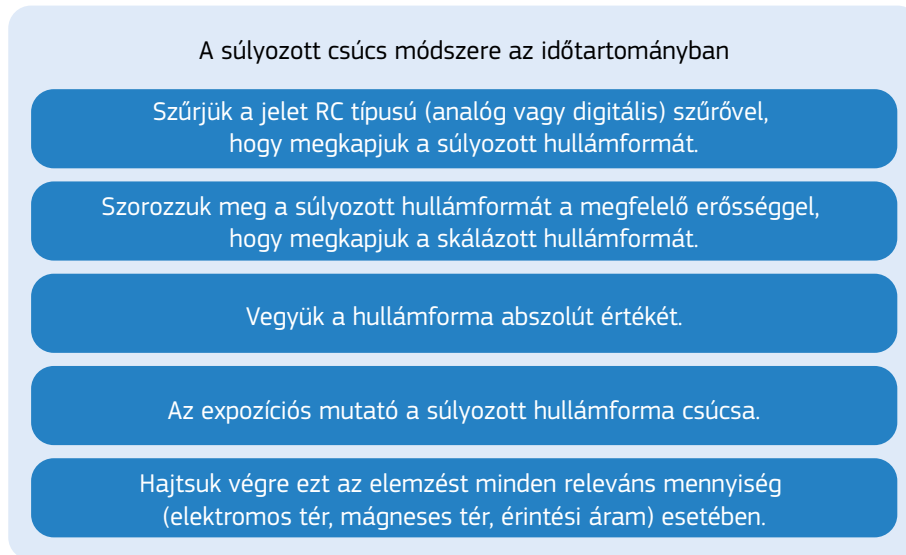 A súlyozott csúcs módszere az időtartományban
Szűrjük a jelet RC típusú (analóg vagy digitális) szűrővel,
hogy megkapjuk a súlyozott hullámformát.
Szorozzuk meg a súlyozott hullámformát a megfelelő erősséggel,
hogy megkapjuk a skálázott hullámformát.
Vegyük a hullámforma abszolút értékét.
Az expozíciós mutató a súlyozott hullámforma csúcsa.
Hajtsuk végre ezt az elemzést minden releváns mennyiség
(elektromos tér, mágneses tér, érintési áram) esetében.